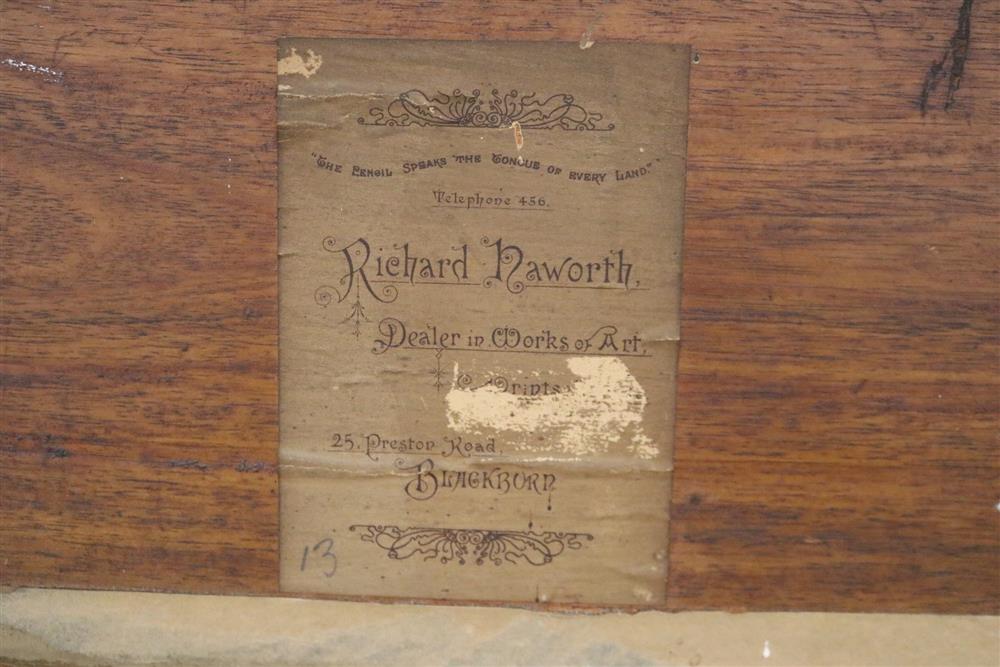 "The Pencil Speaks the Tongue of every Land."
Telephone 456.
Richard Haworth,
Dealer in Works of Art,
& Prints
25, Preston Road,
Blackburn
13